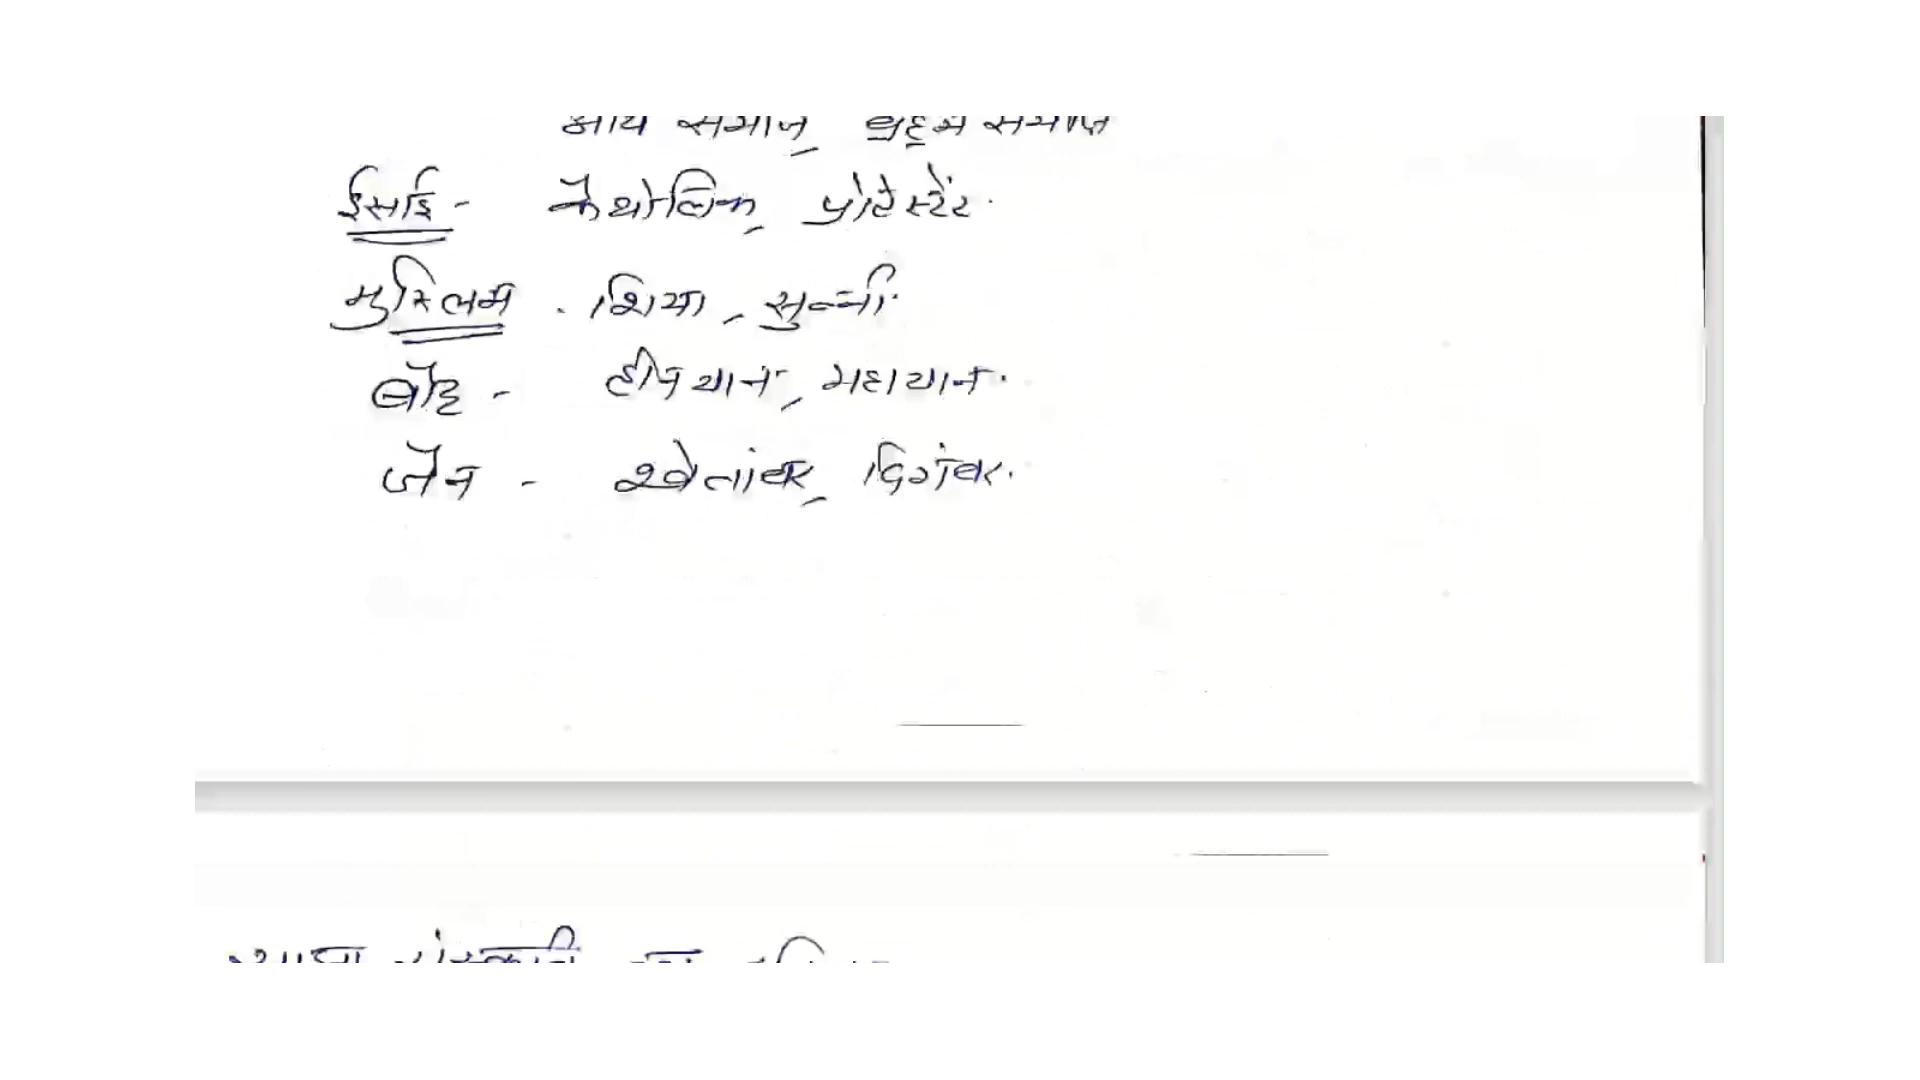 आर्य समाज, ब्रह्म समाज
ईसाई - कैथोलिक, प्रोटेस्टेंट.
मुस्लिम . शिया, सुन्नी.
बौद्ध - हीनयान, महायान.
जैन - श्वेतांबर, दिगंबर.